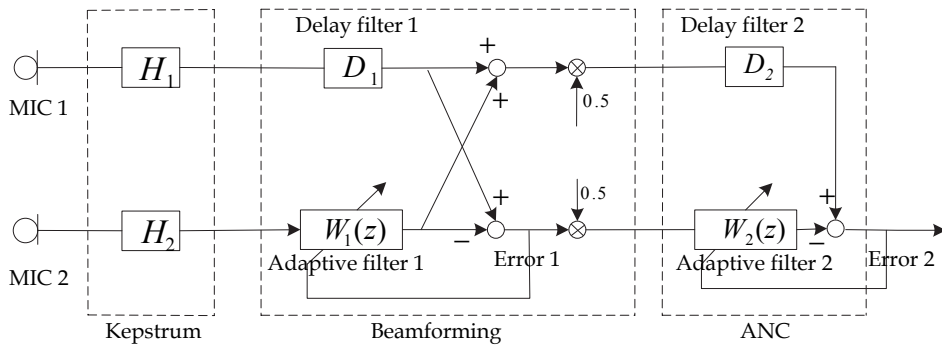 Delay filter 1
Delay filter 2
H₁
D₁
+
+
D₂
MIC 1
0.5
0.5
+
+
H₂
W₁(z)
−
W₂(z)
−
MIC 2
Adaptive filter 1
Error 1
Adaptive filter 2
Error 2
Kepstrum
Beamforming
ANC